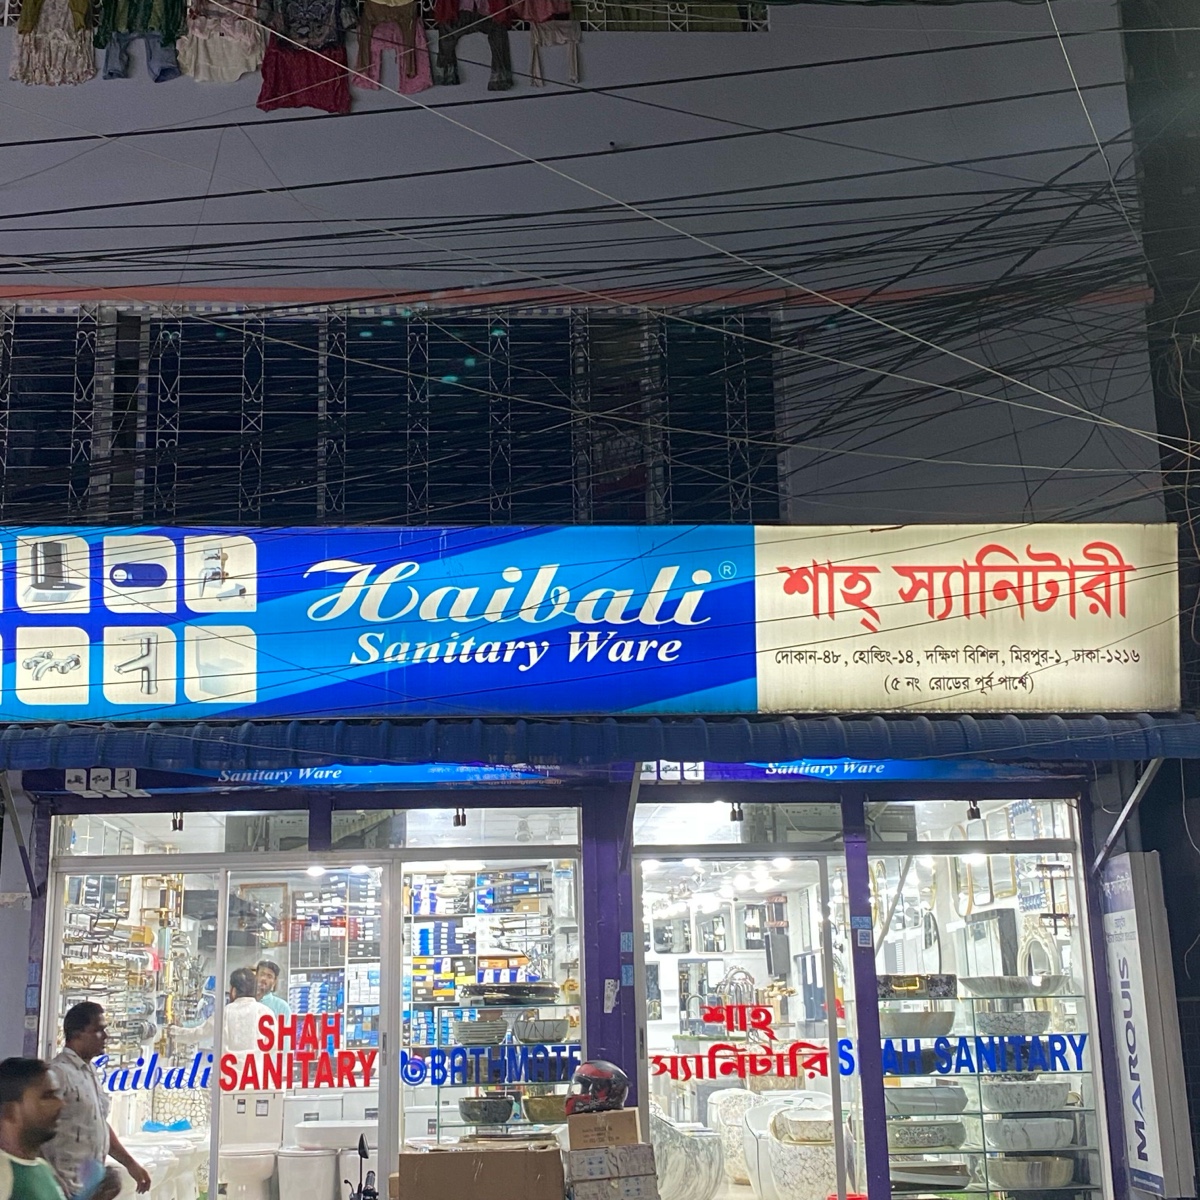 Haibali®
Sanitary Ware
শাহ্ স্যানিটারী
দোকান-৪৮, হোল্ডিং-১৪, দক্ষিণ বিশিল, মিরপুর-১, ঢাকা-১২১৬
(৫ নং রোডের পূর্ব পার্শ্বে)
Sanitary Ware
Sanitary Ware
Haibali
SHAH
SANITARY
BATHMATE
শাহ্
স্যানিটারি
SHAH SANITARY
MARQUIS